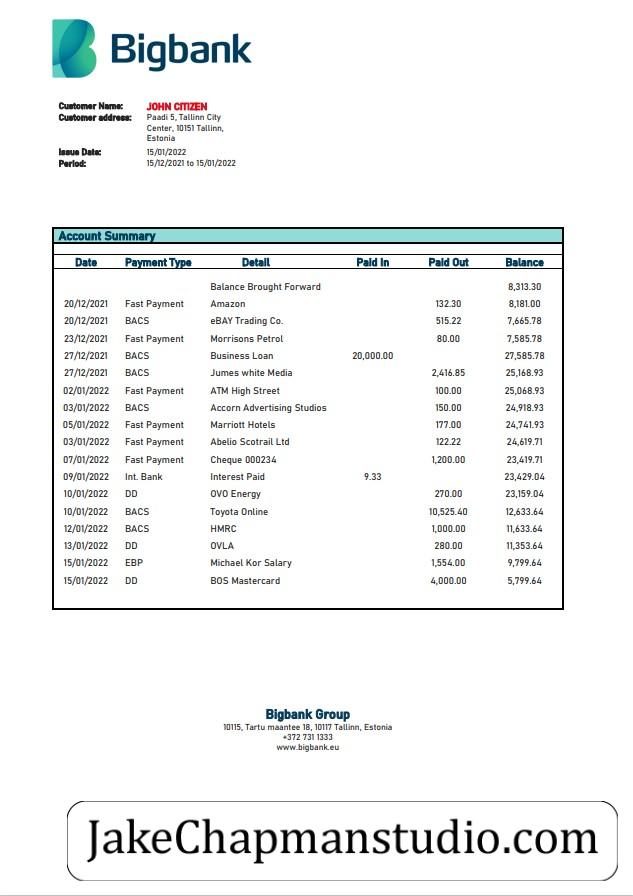 Bigbank
Customer Name: JOHN CITIZEN
Customer address: Paadi 5, Tallinn City
Center, 10151 Tallinn,
Estonia
Issue Date: 15/01/2022
Period: 15/12/2021 to 15/01/2022
Account Summary
Date Payment Type Detail Paid In Paid Out Balance
Balance Brought Forward 8,313.30
20/12/2021 Fast Payment Amazon 132.30 8,181.00
20/12/2021 BACS eBAY Trading Co. 515.22 7,665.78
23/12/2021 Fast Payment Morrisons Petrol 80.00 7,585.78
27/12/2021 BACS Business Loan 20,000.00 27,585.78
27/12/2021 BACS Jumes white Media 2,416.85 25,168.93
02/01/2022 Fast Payment ATM High Street 100.00 25,068.93
03/01/2022 BACS Accorn Advertising Studios 150.00 24,918.93
05/01/2022 Fast Payment Marriott Hotels 177.00 24,741.93
03/01/2022 Fast Payment Abelio Scotrail Ltd 122.22 24,619.71
07/01/2022 Fast Payment Cheque 000234 1,200.00 23,419.71
09/01/2022 Int. Bank Interest Paid 9.33 23,429.04
10/01/2022 DD OVO Energy 270.00 23,159.04
10/01/2022 BACS Toyota Online 10,525.40 12,633.64
12/01/2022 BACS HMRC 1,000.00 11,633.64
13/01/2022 DD OVLA 280.00 11,353.64
15/01/2022 EBP Michael Kor Salary 1,554.00 9,799.64
15/01/2022 DD BOS Mastercard 4,000.00 5,799.64
Bigbank Group
10115, Tartu maantee 18, 10117 Tallinn, Estonia
+372 731 1333
www.bigbank.eu
JakeChapmanstudio.com